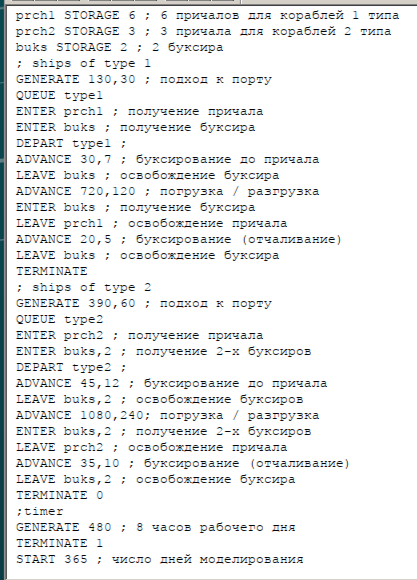 prch1 STORAGE 6 ; 6 причалов для кораблей 1 типа
prch2 STORAGE 3 ; 3 причала для кораблей 2 типа
buks STORAGE 2 ; 2 буксира
; ships of type 1
GENERATE 130,30 ; подход к порту
QUEUE type1
ENTER prch1 ; получение причала
ENTER buks ; получение буксира
DEPART type1 ;
ADVANCE 30,7 ; буксирование до причала
LEAVE buks ; освобождение буксира
ADVANCE 720,120 ; погрузка / разгрузка
ENTER buks ; получение буксира
LEAVE prch1 ; освобождение причала
ADVANCE 20,5 ; буксирование (отчаливание)
LEAVE buks ; освобождение буксира
TERMINATE
; ships of type 2
GENERATE 390,60 ; подход к порту
QUEUE type2
ENTER prch2 ; получение причала
ENTER buks,2 ; получение 2-х буксиров
DEPART type2 ;
ADVANCE 45,12 ; буксирование до причала
LEAVE buks,2 ; освобождение буксиров
ADVANCE 1080,240; погрузка / разгрузка
ENTER buks,2 ; получение 2-х буксиров
LEAVE prch2 ; освобождение причала
ADVANCE 35,10 ; буксирование (отчаливание)
LEAVE buks,2 ; освобождение буксира
TERMINATE 0
;timer
GENERATE 480 ; 8 часов рабочего дня
TERMINATE 1
START 365 ; число дней моделирования